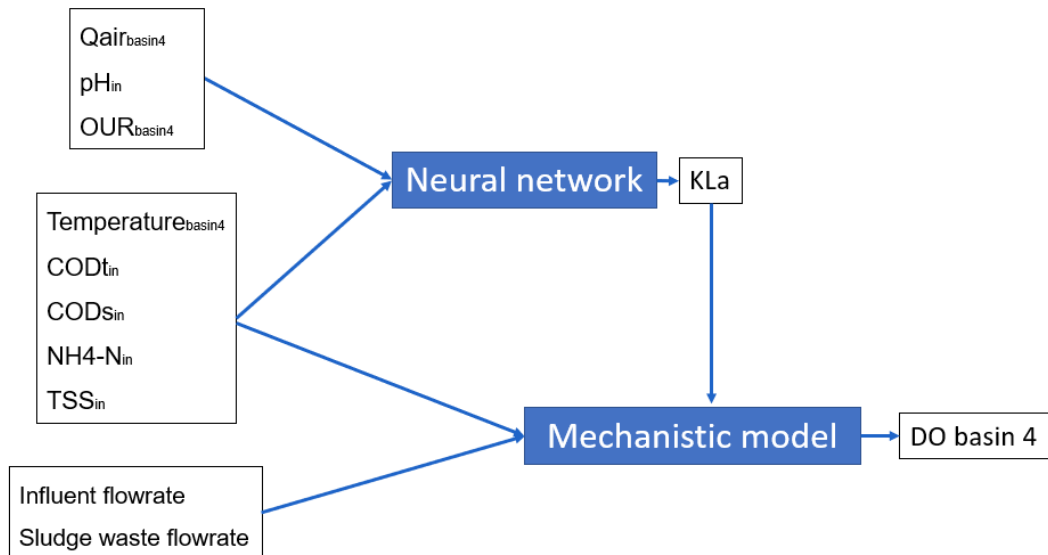 Qairbasin4
pHin
OURbasin4
Neural network
KLa
Temperaturebasin4
CODtin
CODsin
NH4-Nin
TSSin
Mechanistic model
DO basin 4
Influent flowrate
Sludge waste flowrate